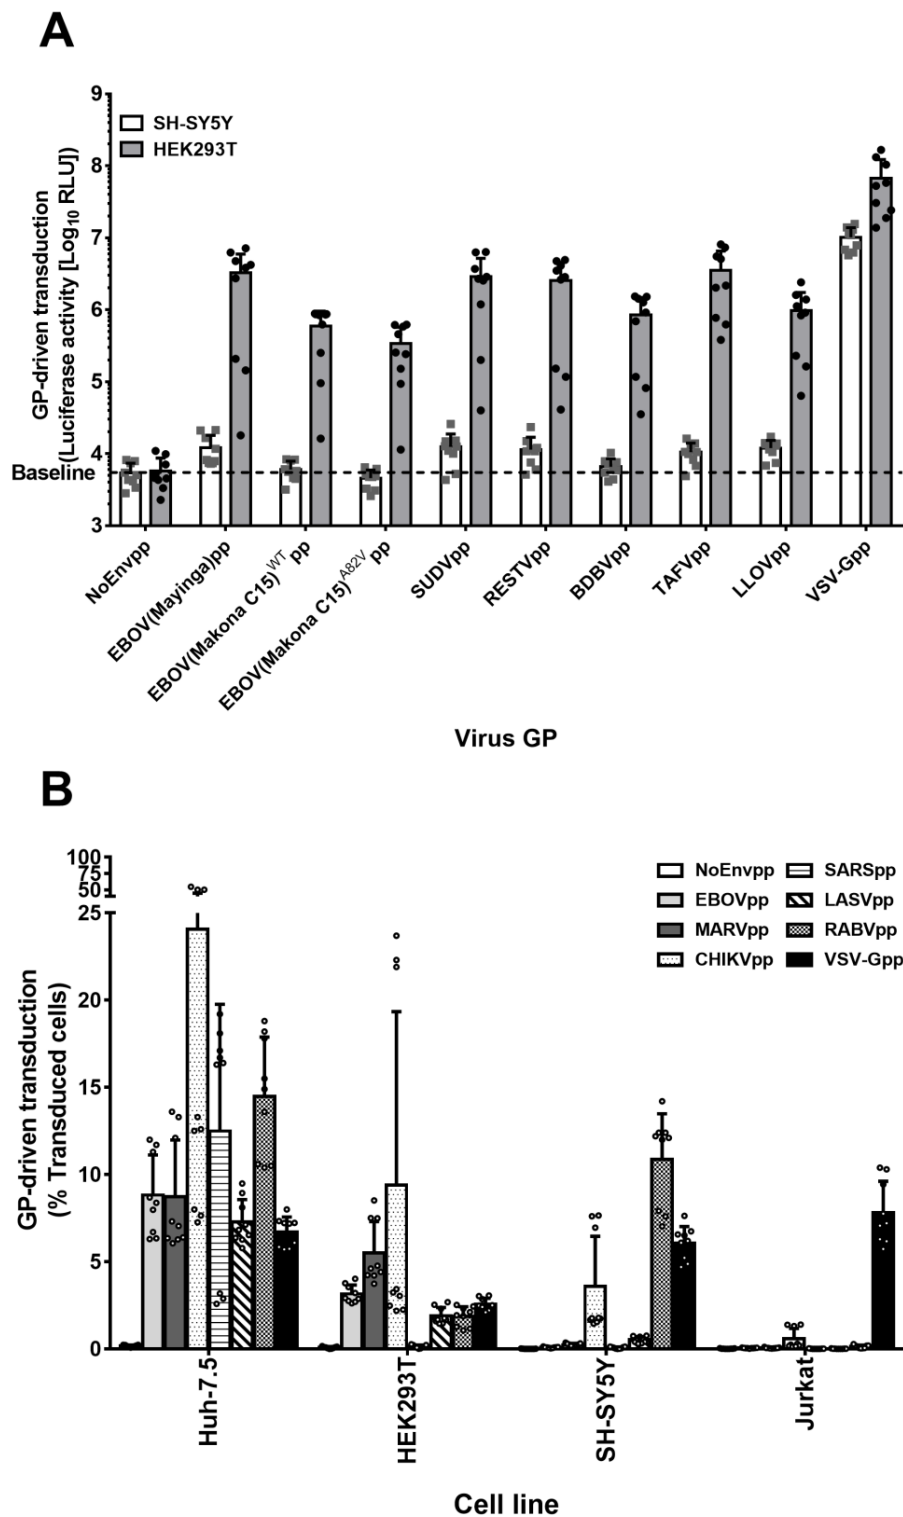 A
GP-driven transduction
(Luciferase activity [Log10 RLU])
9
8
7
6
5
4
Baseline
3
SH-SY5Y
HEK293T
NoEnvpp
EBOV(Mayinga)pp
EBOV(Makona C15)WT pp
EBOV(Makona C15)A82V pp
SUDVpp
RESTVpp
BDBVpp
TAFVpp
LLOVpp
VSV-Gpp
Virus GP
B
GP-driven transduction
(% Transduced cells)
100
75
50
25
20
15
10
5
0
NoEnvpp
EBOVpp
MARVpp
CHIKVpp
SARSpp
LASVpp
RABVpp
VSV-Gpp
Huh-7.5
HEK293T
SH-SY5Y
Jurkat
Cell line